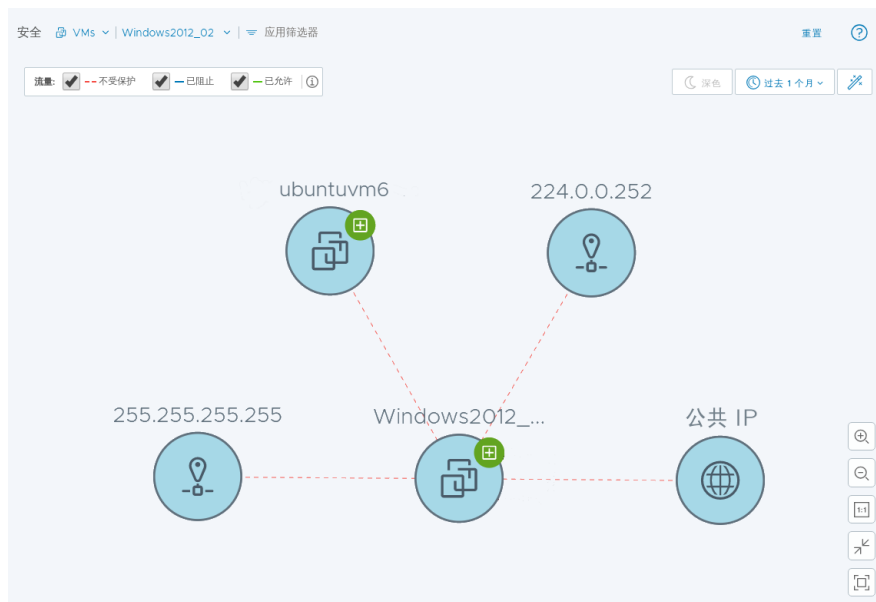 安全 VMs Windows2012_02 应用筛选器 重置
流量: 不受保护 已阻止 已允许 深色 过去 1 个月
ubuntuvm6 224.0.0.252
255.255.255.255 Windows2012_... 公共 IP
1:1